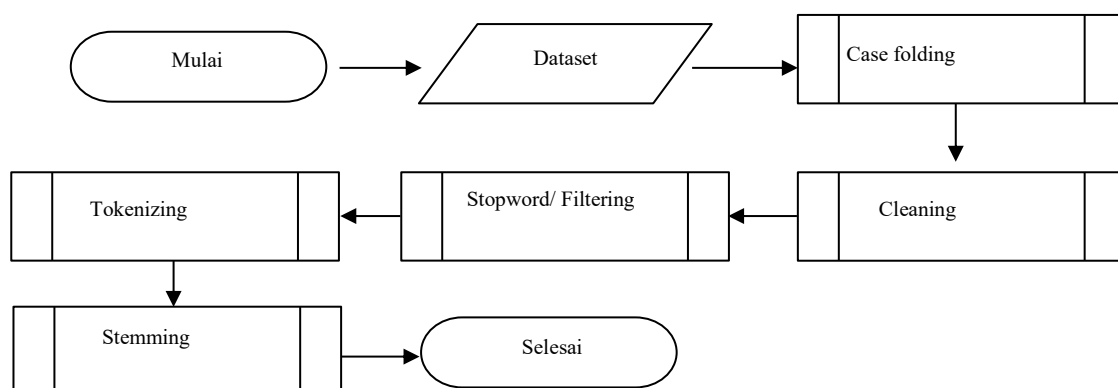 Mulai
Dataset
Case folding
Cleaning
Stopword/ Filtering
Tokenizing
Stemming
Selesai